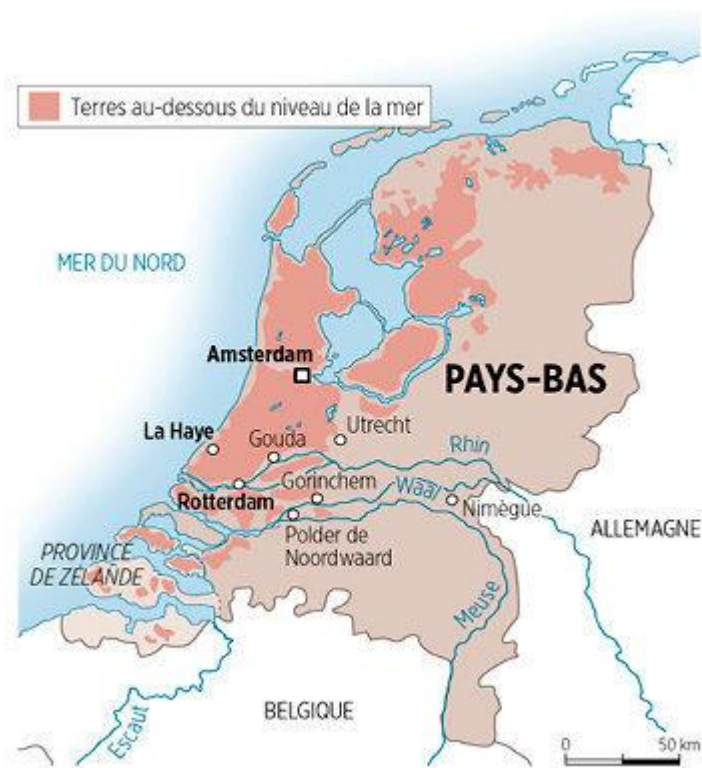 Terres au-dessous du niveau de la mer
MER DU NORD
Amsterdam
PAYS-BAS
La Haye
Gouda
Utrecht
Rhin
Gorinchem
Waal
Rotterdam
Nimègue
Polder de
Noordwaard
ALLEMAGNE
PROVINCE
DE ZÉLANDE
Meuse
BELGIQUE
Escaut
0 50 km